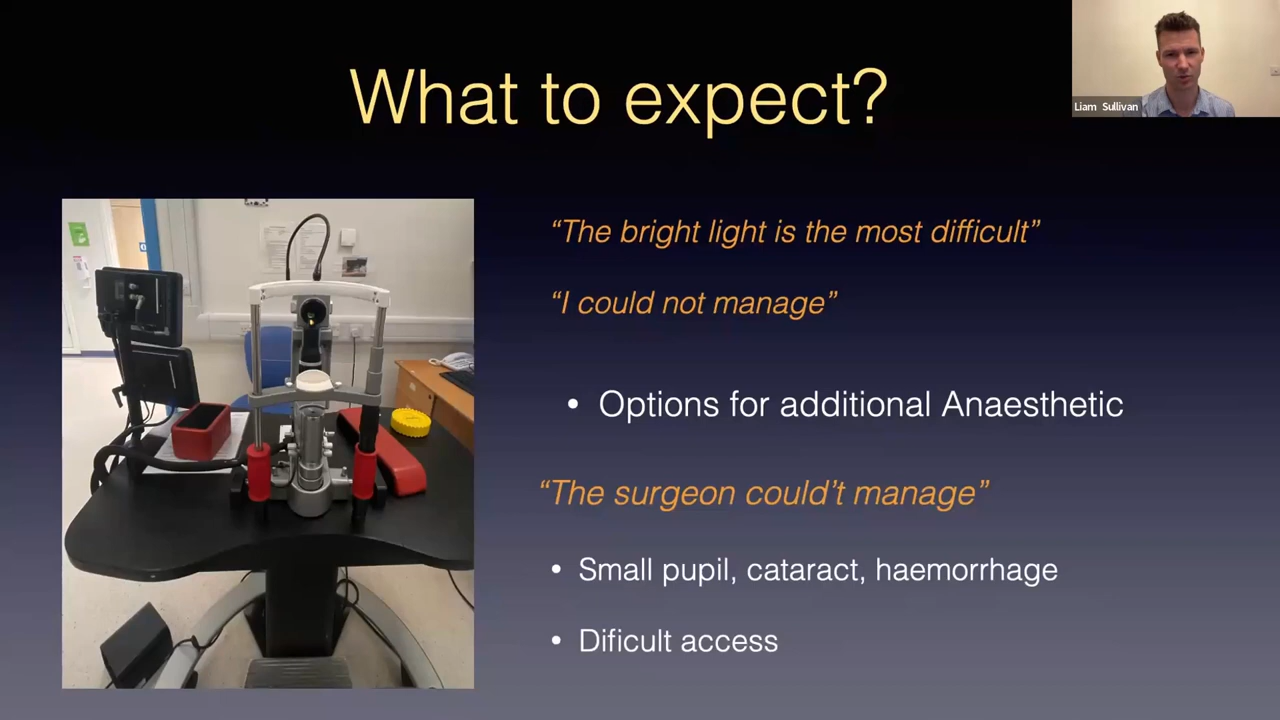 What to expect?
Liam Sullivan
“The bright light is the most difficult”
“I could not manage”
• Options for additional Anaesthetic
“The surgeon could’t manage”
• Small pupil, cataract, haemorrhage
• Dificult access